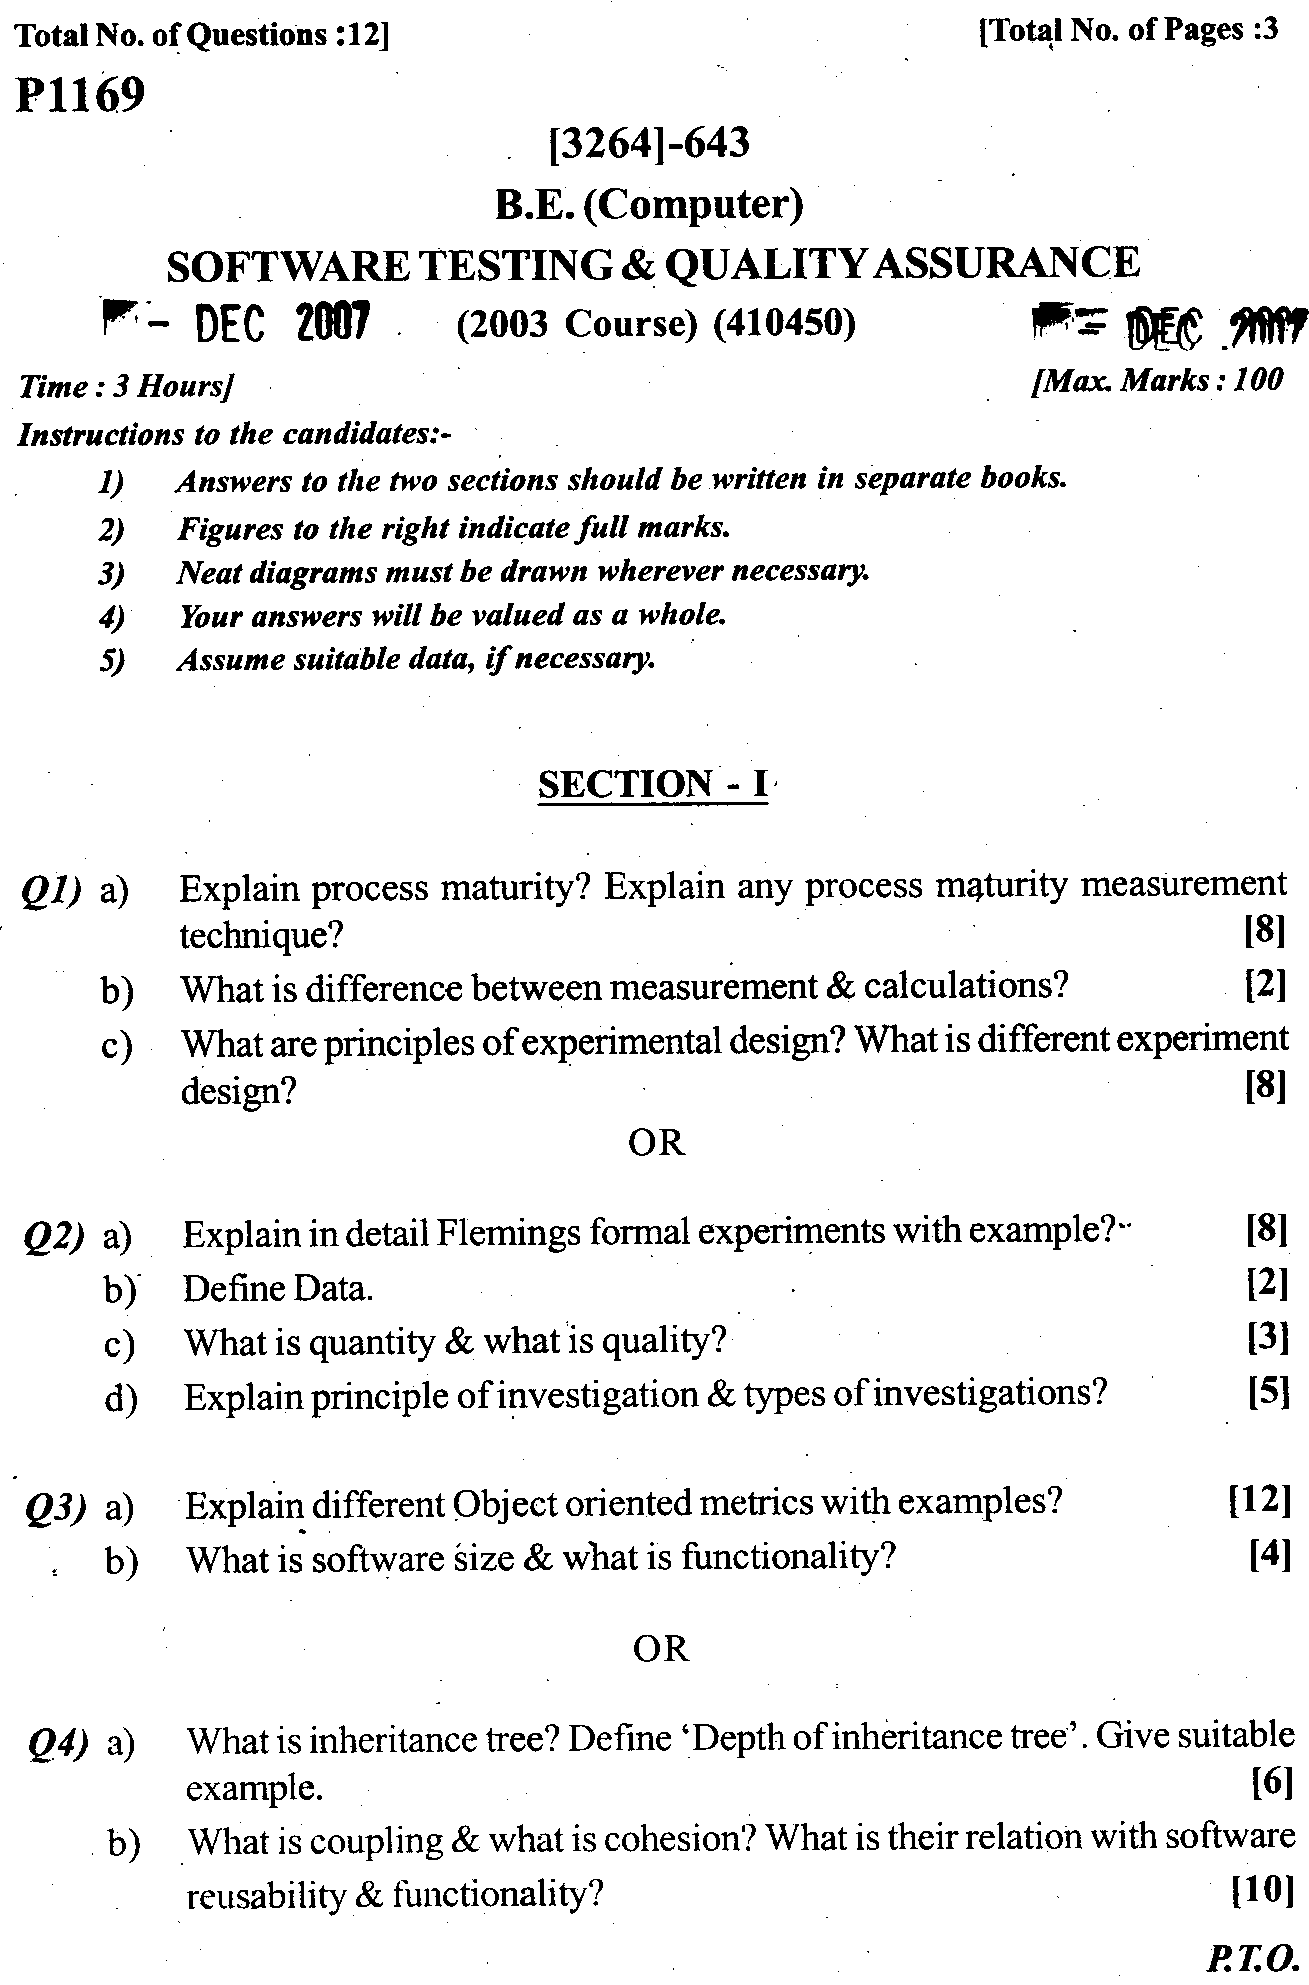 Total No. of Questions :12] [Total No. of Pages :3
P1169
[3264]-643
B.E. (Computer)
SOFTWARE TESTING & QUALITY ASSURANCE
- DEC 2007 (2003 Course) (410450) DEC 2007
Time : 3 Hours] [Max. Marks : 100
Instructions to the candidates:-
1) Answers to the two sections should be written in separate books.
2) Figures to the right indicate full marks.
3) Neat diagrams must be drawn wherever necessary.
4) Your answers will be valued as a whole.
5) Assume suitable data, if necessary.
SECTION - I
Q1) a) Explain process maturity? Explain any process maturity measurement
technique? [8]
b) What is difference between measurement & calculations? [2]
c) What are principles of experimental design? What is different experiment
design? [8]
OR
Q2) a) Explain in detail Flemings formal experiments with example? [8]
b) Define Data. [2]
c) What is quantity & what is quality? [3]
d) Explain principle of investigation & types of investigations? [5]
Q3) a) Explain different Object oriented metrics with examples? [12]
b) What is software size & what is functionality? [4]
OR
Q4) a) What is inheritance tree? Define 'Depth of inheritance tree'. Give suitable
example. [6]
b) What is coupling & what is cohesion? What is their relation with software
reusability & functionality? [10]
P.T.O.